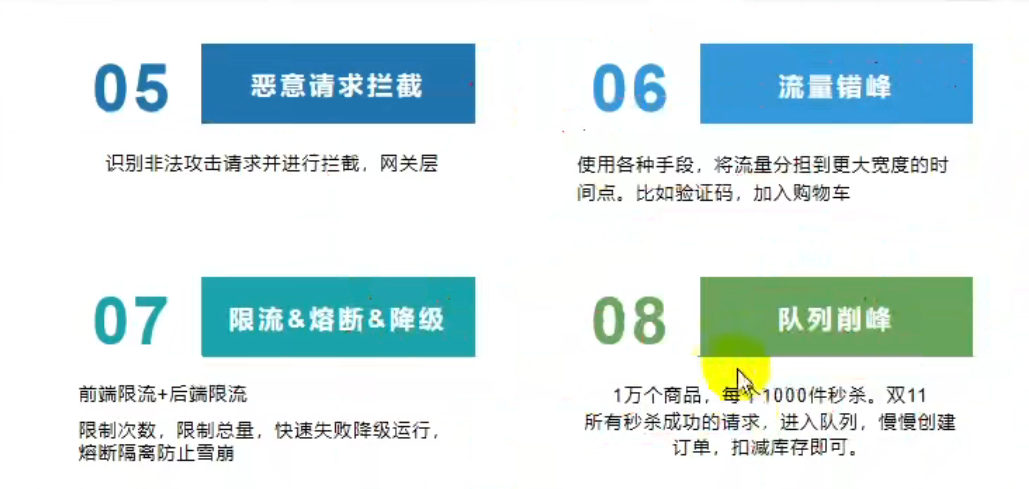 05 恶意请求拦截
识别非法攻击请求并进行拦截，网关层
06 流量错峰
使用各种手段，将流量分担到更大宽度的时
间点。比如验证码，加入购物车
07 限流&熔断&降级
前端限流+后端限流
限制次数，限制总量，快速失败降级运行，
熔断隔离防止雪崩
08 队列削峰
1万个商品，每个1000件秒杀。双11
所有秒杀成功的请求，进入队列，慢慢创建
订单，扣减库存即可。